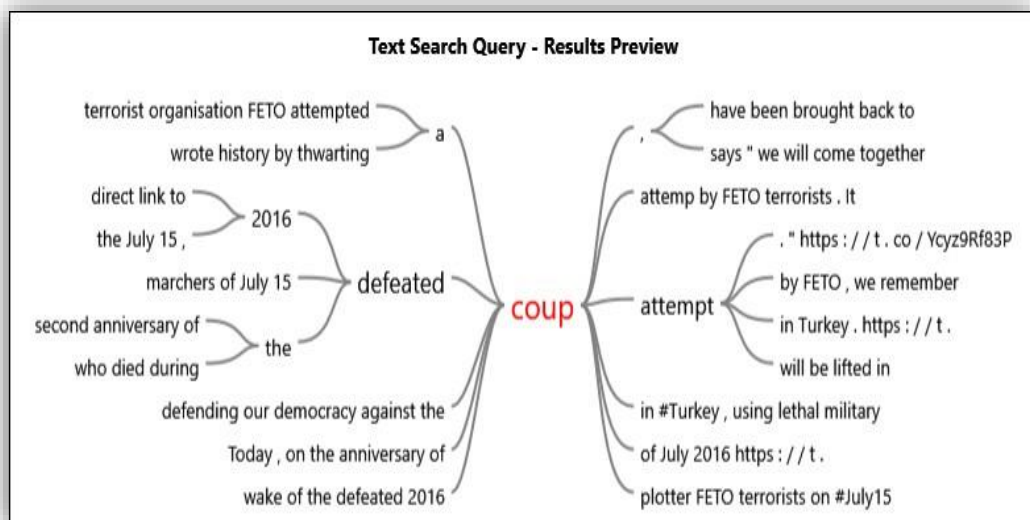 Text Search Query - Results Preview
terrorist organisation FETO attempted
wrote history by thwarting
a
direct link to
the July 15 ,
2016
marchers of July 15
second anniversary of
who died during
the
defeated
defending our democracy against the
Today , on the anniversary of
wake of the defeated 2016
coup
,
have been brought back to
says " we will come together
attemp by FETO terrorists . It
attempt
. " https : / / t . co / Ycyz9Rf83P
by FETO , we remember
in Turkey . https : / / t .
will be lifted in
in #Turkey , using lethal military
of July 2016 https : / / t .
plotter FETO terrorists on #July15